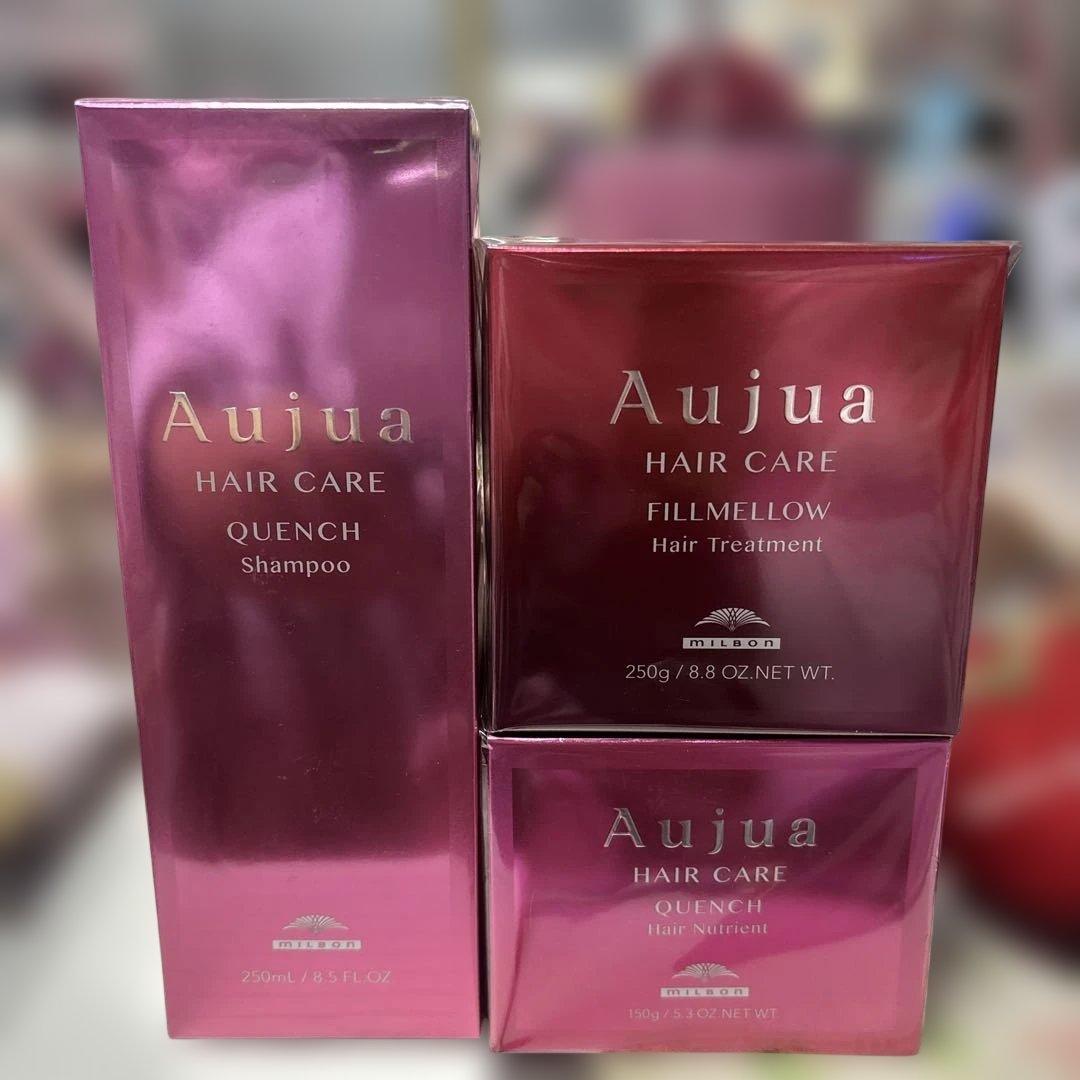 Aujua
HAIR CARE
QUENCH
Shampoo
milbon
250mL / 8.5 FL.OZ
Aujua
HAIR CARE
FILLMELLOW
Hair Treatment
milbon
250g / 8.8 OZ.NET WT.
Aujua
HAIR CARE
QUENCH
Hair Nutrient
milbon
150g / 5.3 OZ.NET WT.